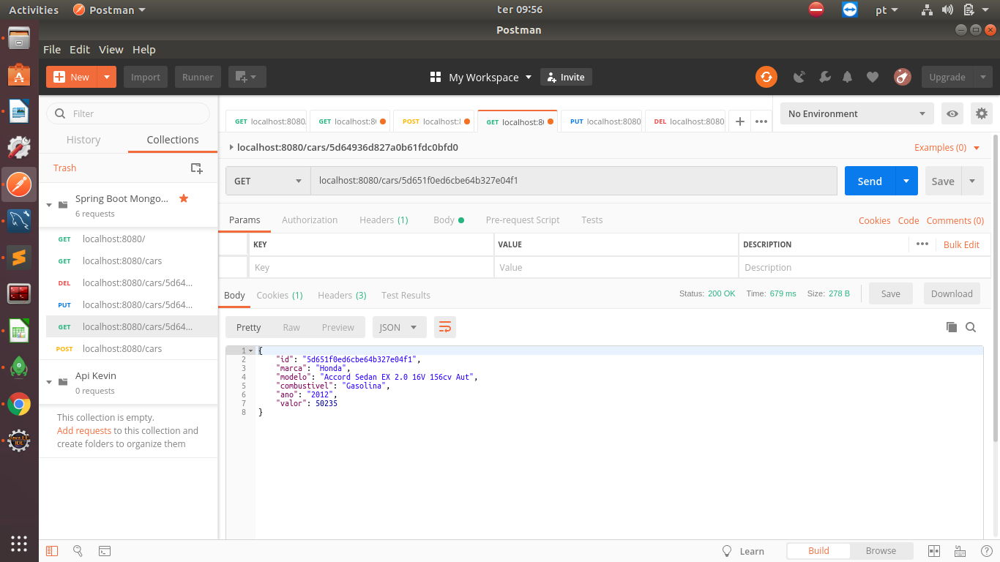 Activities Postman ter 09:56 pt
Postman
File Edit View Help
New Import Runner My Workspace Invite Upgrade
Filter
History Collections
Trash
Spring Boot Mongo...
6 requests
GET localhost:8080/
GET localhost:8080/cars
DEL localhost:8080/cars/5d64...
PUT localhost:8080/cars/5d64...
GET localhost:8080/cars/5d64...
POST localhost:8080/cars
Api Kevin
0 requests
This collection is empty.
Add requests to this collection and
create folders to organize them
GET localhost:8080/ GET localhost:8( POST localhost:8 GET localhost:8( PUT localhost:8080 DEL localhost:8080 No Environment
localhost:8080/cars/5d64936d827a0b61fdc0bfd0 Examples (0)
GET localhost:8080/cars/5d651f0ed6cbe64b327e04f1 Send Save
Params Authorization Headers (1) Body Pre-request Script Tests Cookies Code Comments (0)
KEY VALUE DESCRIPTION Bulk Edit
Key Value Description
Body Cookies (1) Headers (3) Test Results Status: 200 OK Time: 679 ms Size: 278 B Save Download
Pretty Raw Preview JSON
1 {
2 "id": "5d651f0ed6cbe64b327e04f1",
3 "marca": "Honda",
4 "modelo": "Accord Sedan EX 2.0 16V 156cv Aut",
5 "combustivel": "Gasolina",
6 "ano": "2012",
7 "valor": 50235
8 }
Learn Build Browse